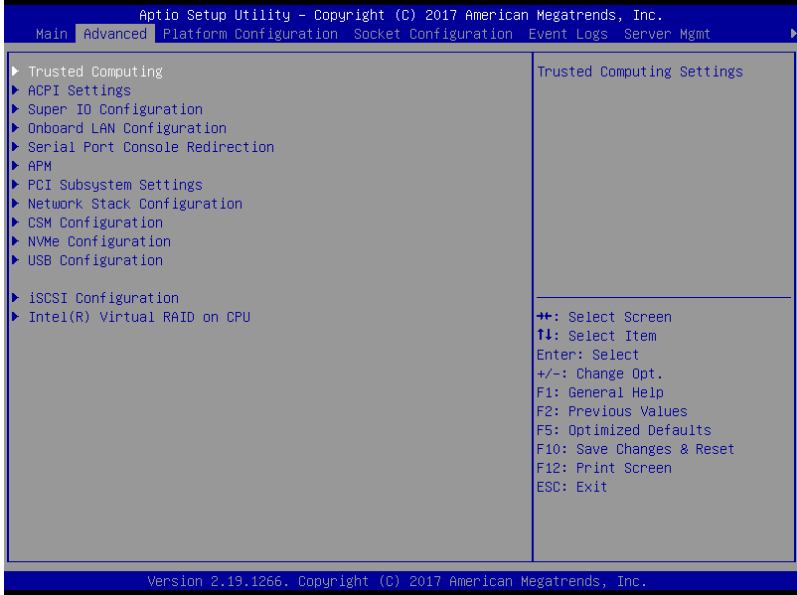 Aptio Setup Utility – Copyright (C) 2017 American Megatrends, Inc.
Main Advanced Platform Configuration Socket Configuration Event Logs Server Mgmt
Trusted Computing
ACPI Settings
Super IO Configuration
Onboard LAN Configuration
Serial Port Console Redirection
APM
PCI Subsystem Settings
Network Stack Configuration
CSM Configuration
NVMe Configuration
USB Configuration
iSCSI Configuration
Intel(R) Virtual RAID on CPU
Trusted Computing Settings
→←: Select Screen
↑↓: Select Item
Enter: Select
+/-: Change Opt.
F1: General Help
F2: Previous Values
F5: Optimized Defaults
F10: Save Changes & Reset
F12: Print Screen
ESC: Exit
Version 2.19.1266. Copyright (C) 2017 American Megatrends, Inc.